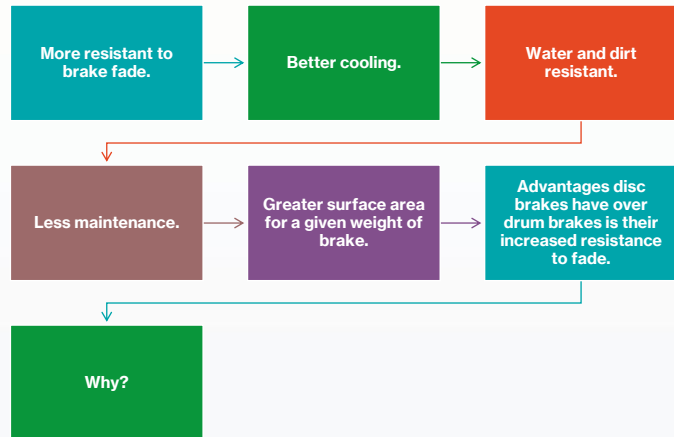 More resistant to
brake fade.
Better cooling.
Water and dirt
resistant.
Less maintenance.
Greater surface area
for a given weight of
brake.
Advantages disc
brakes have over
drum brakes is their
increased resistance
to fade.
Why?